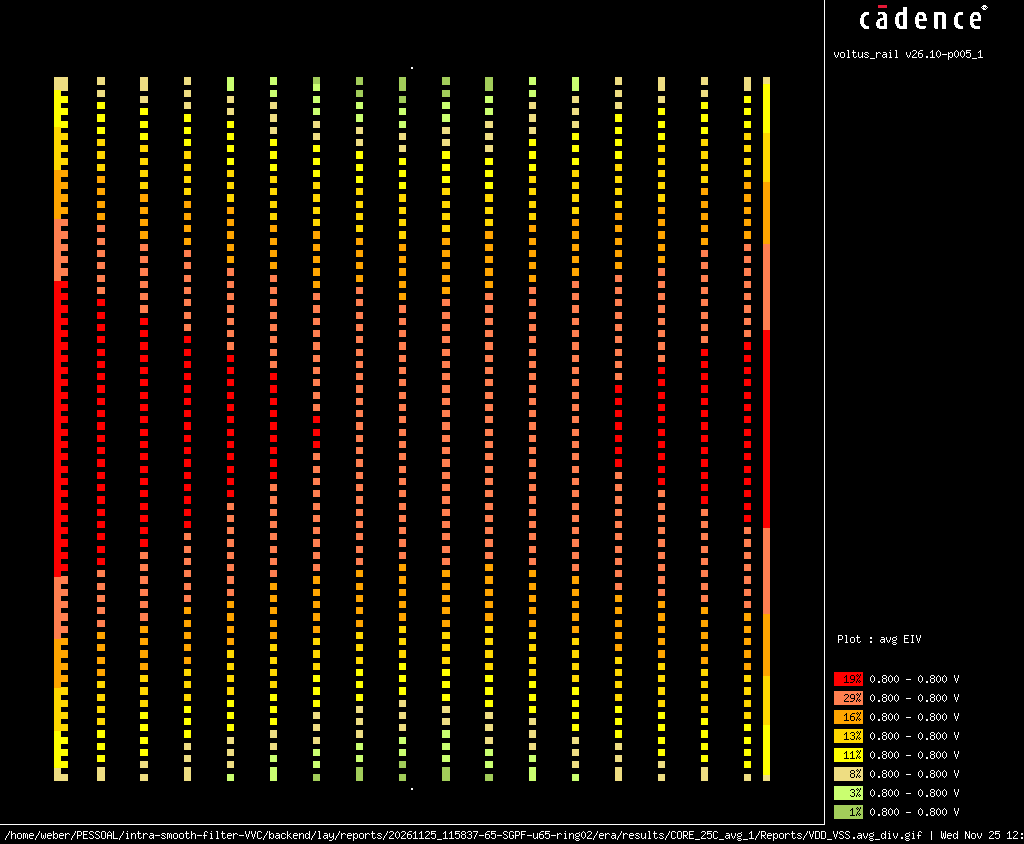 cādence®
voltus_rail v26.10-p005_1
Plot : avg EIV
19% 0.800 - 0.800 V
29% 0.800 - 0.800 V
16% 0.800 - 0.800 V
13% 0.800 - 0.800 V
11% 0.800 - 0.800 V
8% 0.800 - 0.800 V
3% 0.800 - 0.800 V
1% 0.800 - 0.800 V
/home/weber/PESSOAL/intra-smooth-filter-VVC/backend/lay/reports/20261125_115837-65-SGPF-u65-ring02/era/results/CORE_25C_avg_1/Reports/VDD_VSS.avg_div.gif | Wed Nov 25 12: